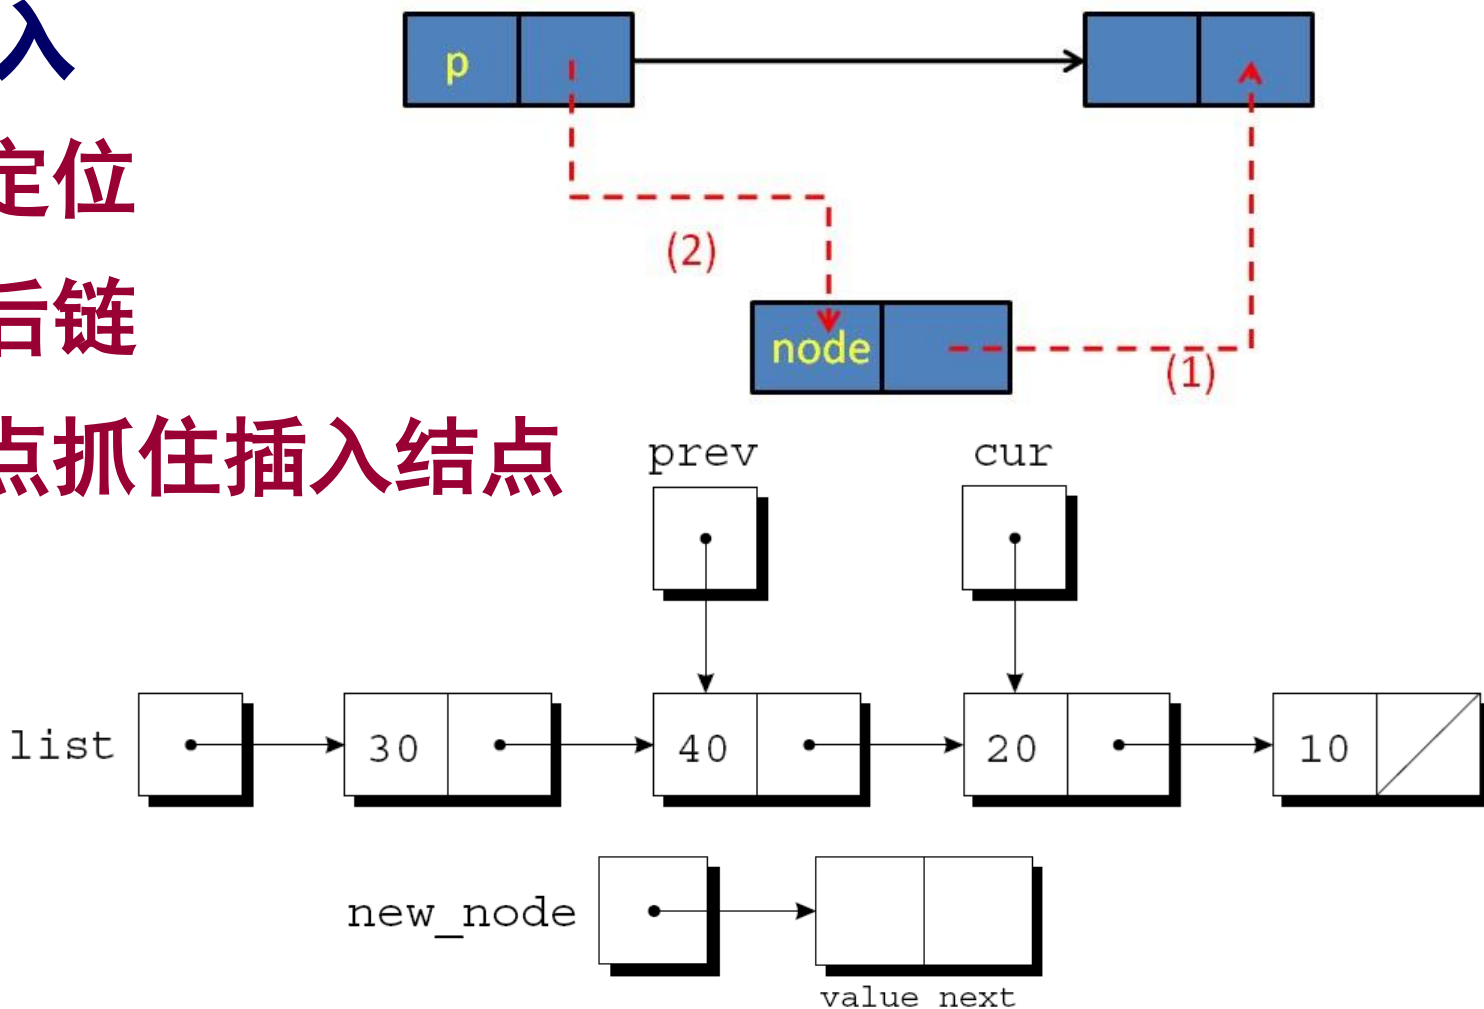 入
p
定位
(2)
后链
node
(1)
点抓住插入结点
prev cur
list 30 40 20 10
new_node
value next